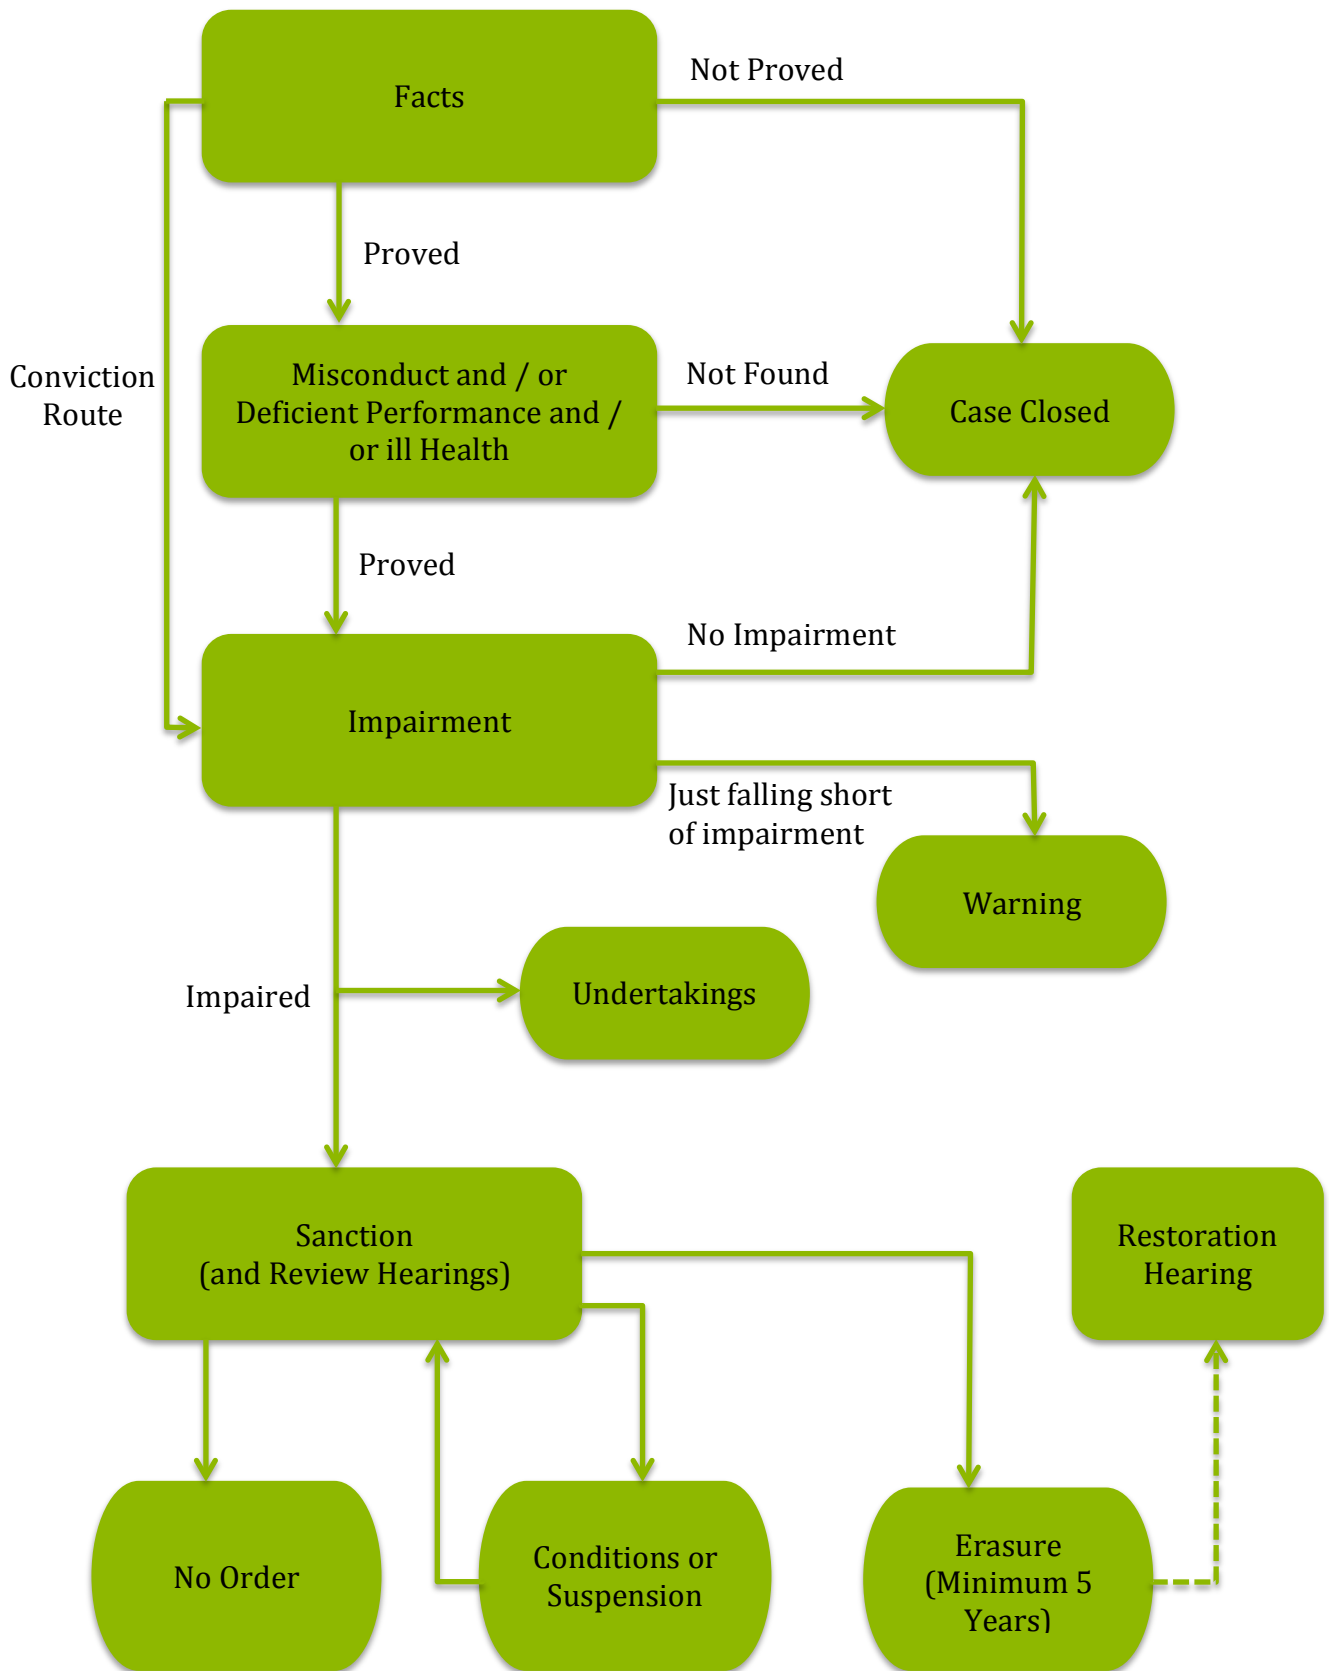 Facts
Not Proved
Proved
Conviction
Route
Misconduct and / or
Deficient Performance and /
or ill Health
Not Found
Case Closed
Proved
No Impairment
Impairment
Just falling short
of impairment
Warning
Impaired
Undertakings
Sanction
(and Review Hearings)
Restoration
Hearing
No Order
Conditions or
Suspension
Erasure
(Minimum 5
Years)